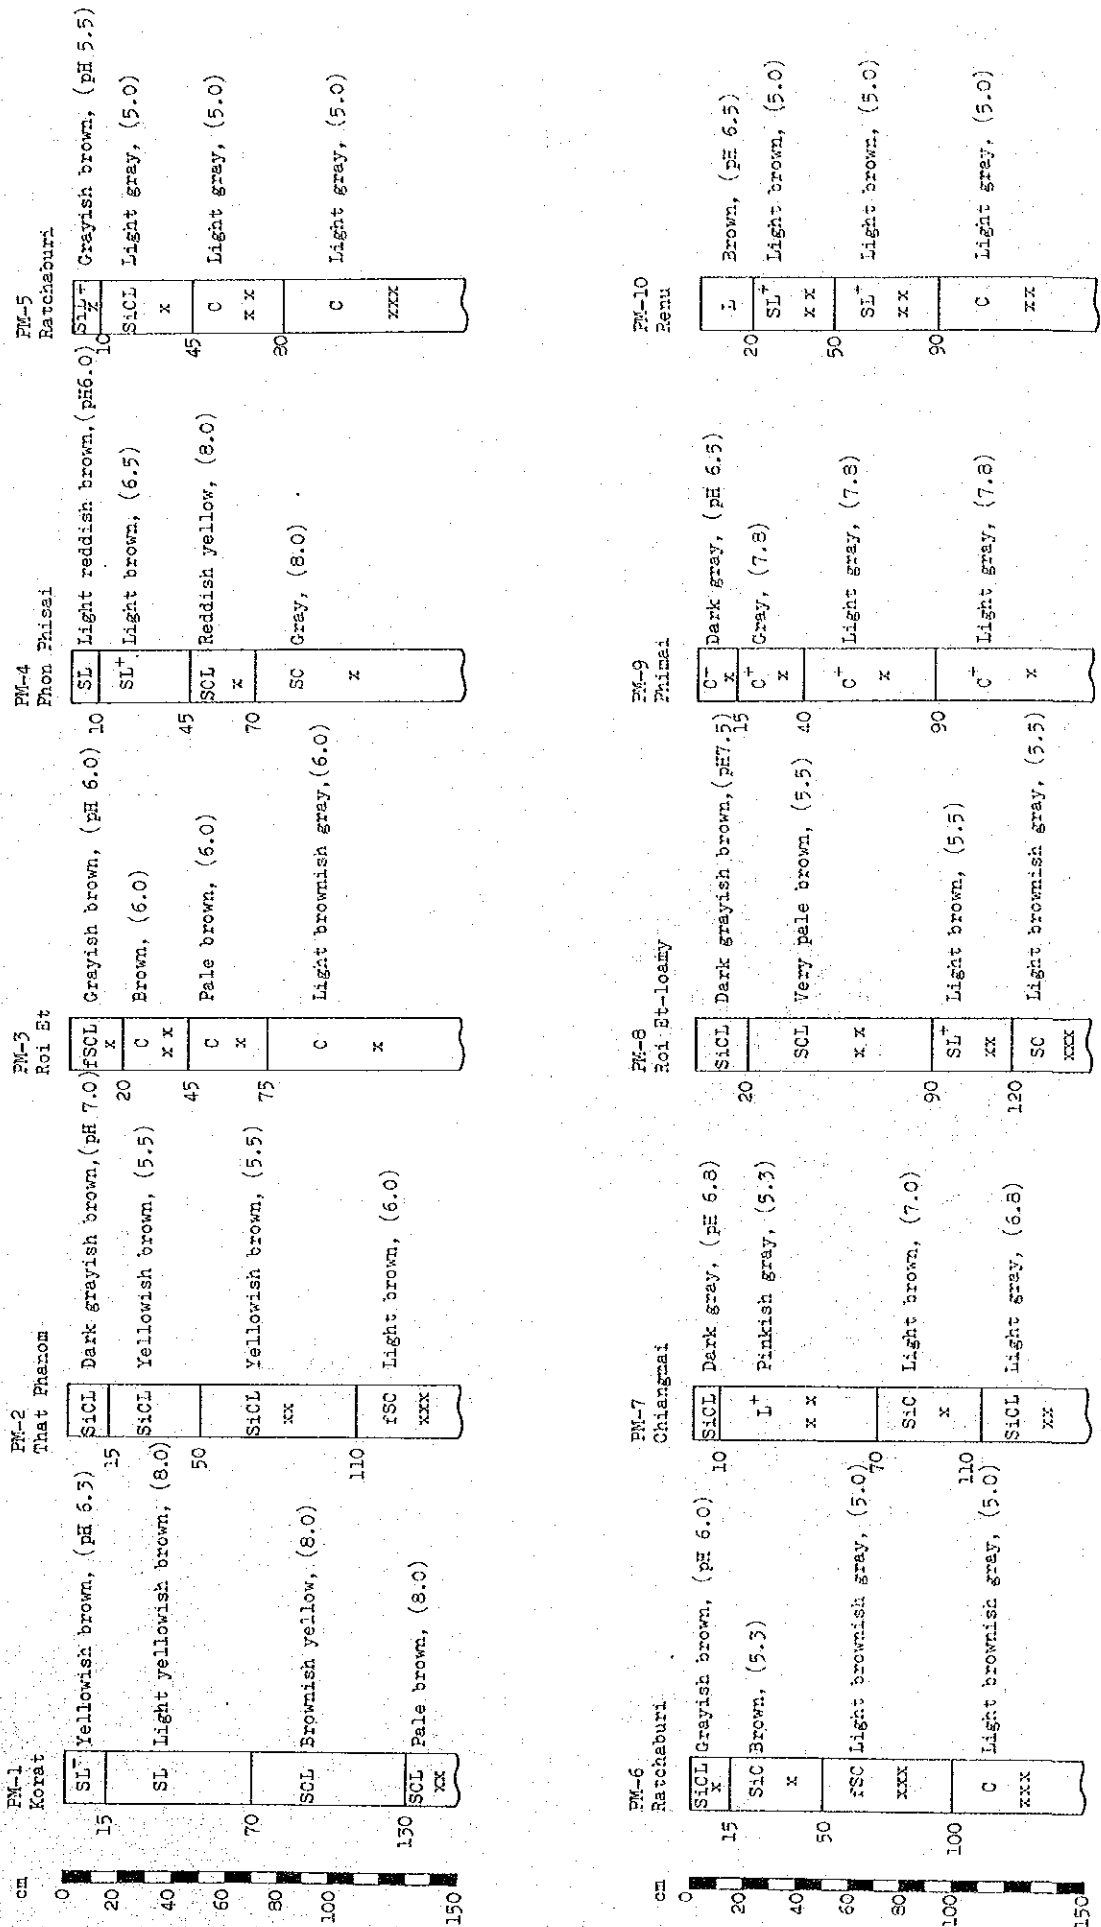 cm
0
20
40
60
80
100
150
PM-1
Korat
SL⁻ Yellowish brown, (pH 6.3)
15
SL Light yellowish brown, (8.0)
70
SCL Brownish yellow, (8.0)
130
SCL Pale brown, (8.0)
xx
PM-2
That Phanom
SiCL Dark grayish brown, (pH 7.0)
15
SiCL Yellowish brown, (5.5)
50
SiCL Yellowish brown, (5.5)
xx
110
fSC Light brown, (6.0)
xxx
PM-3
Roi Et
fSCL Grayish brown, (pH 6.0)
x
20
C Brown, (6.0)
x x
45
C Pale brown, (6.0)
x
75
C Light brownish gray, (6.0)
x
PM-4
Phon Phisai
SL Light reddish brown, (pH6.0)
10
SL⁺ Light brown, (6.5)
45
SCL Reddish yellow, (8.0)
x
70
SC Gray, (8.0)
x
PM-5
Ratchaburi
Grayish brown, (pH 5.5)
x
10
SiCL Light gray, (5.0)
x
45
C Light gray, (5.0)
x x
80
C Light gray, (5.0)
xxx
cm
0
20
40
60
80
100
150
PM-6
Ratchaburi
SiCL Grayish brown, (pH 6.0)
x
15
SiC Brown, (5.3)
x
50
fSC Light brownish gray, (5.0)
xxx
100
C Light brownish gray, (5.0)
xxx
PM-7
Chiangmai
SiCL Dark gray, (pH 6.8)
10
L⁺ Pinkish gray, (5.3)
x x
70
SiC Light brown, (7.0)
x
110
SiCL Light gray, (6.8)
xx
PM-8
Roi Et-loamy
SiCL Dark grayish brown, (pH7.5)
20
SCL Very pale brown, (5.5)
x x
90
SL⁺ Light brown, (5.5)
xx
120
SC Light brownish gray, (5.5)
xxx
PM-9
Phimai
C⁻ Dark gray, (pH 6.5)
x
15
C⁺ Gray, (7.8)
x
40
C⁺ Light gray, (7.8)
x
90
C⁺ Light gray, (7.8)
x
PM-10
Renu
L Brown, (pH 6.5)
20
SL⁺ Light brown, (5.0)
x x
50
SL⁺ Light brown, (5.0)
x x
90
C Light gray, (5.0)
xx